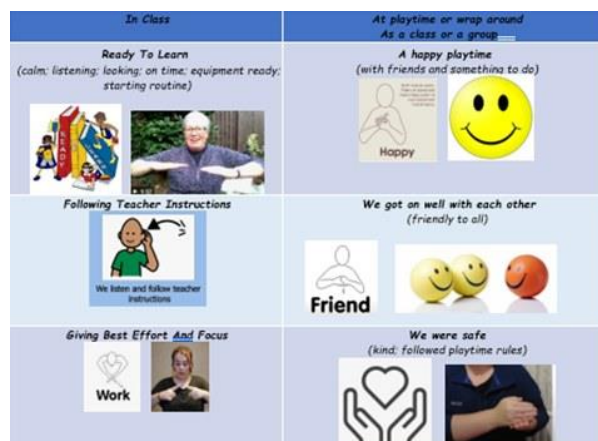 In Class
At playtime or wrap around
As a class or a group
Ready To Learn
(calm; listening; looking; on time; equipment ready;
starting routine)
READY
A happy playtime
(with friends and something to do)
Happy
Following Teacher Instructions
We listen and follow teacher
instructions
We got on well with each other
(friendly to all)
Friend
Giving Best Effort And Focus
Work
We were safe
(kind; followed playtime rules)